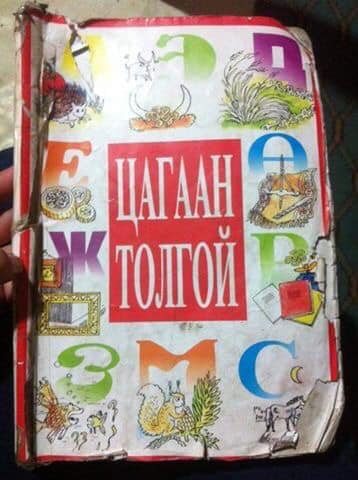 Э Д
Е Ө
ЦАГААН
Ж
ТОЛГОЙ
З М С